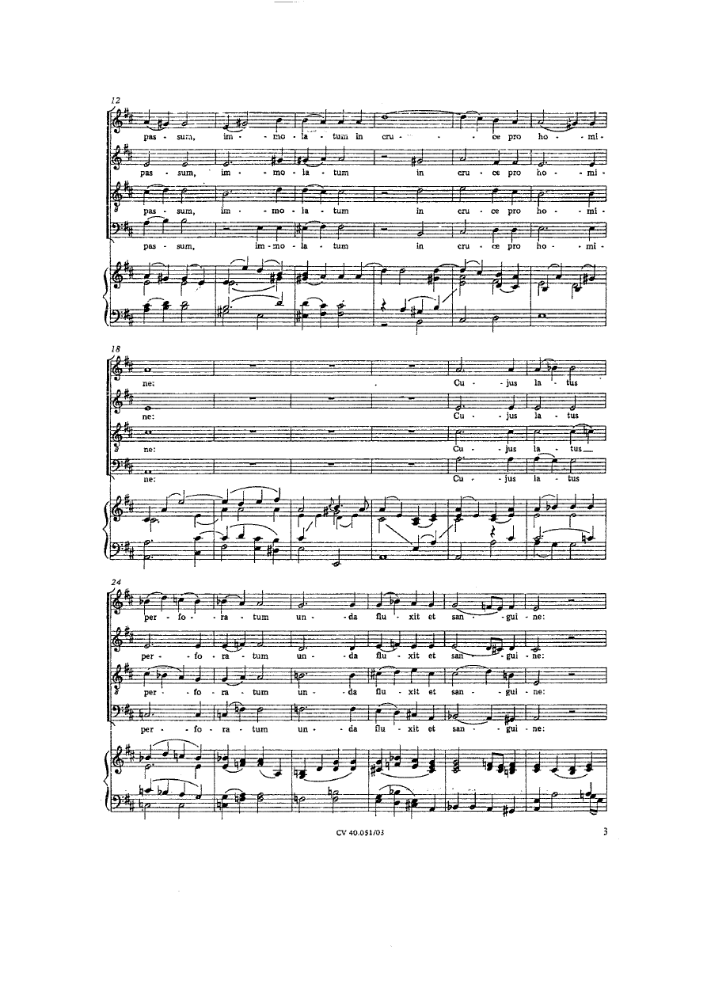 12
pas - sum, im - mo - la - tum in cru - ce pro ho - mi -
pas - sum, im - mo - la - tum in cru - ce pro ho - mi -
pas - sum, im - mo - la - tum in cru - ce pro ho - mi -
pas - sum, im - mo - la - tum in cru - ce pro ho - mi -
18
ne: Cu - jus la - tus
ne: Cu - jus la - tus
ne: Cu - jus la - tus
ne: Cu - jus la - tus
24
per - fo - ra - tum un - da flu - xit et san - gui - ne:
per - fo - ra - tum un - da flu - xit et san - gui - ne:
per - fo - ra - tum un - da flu - xit et san - gui - ne:
per - fo - ra - tum un - da flu - xit et san - gui - ne:
CV 40.051/03 3